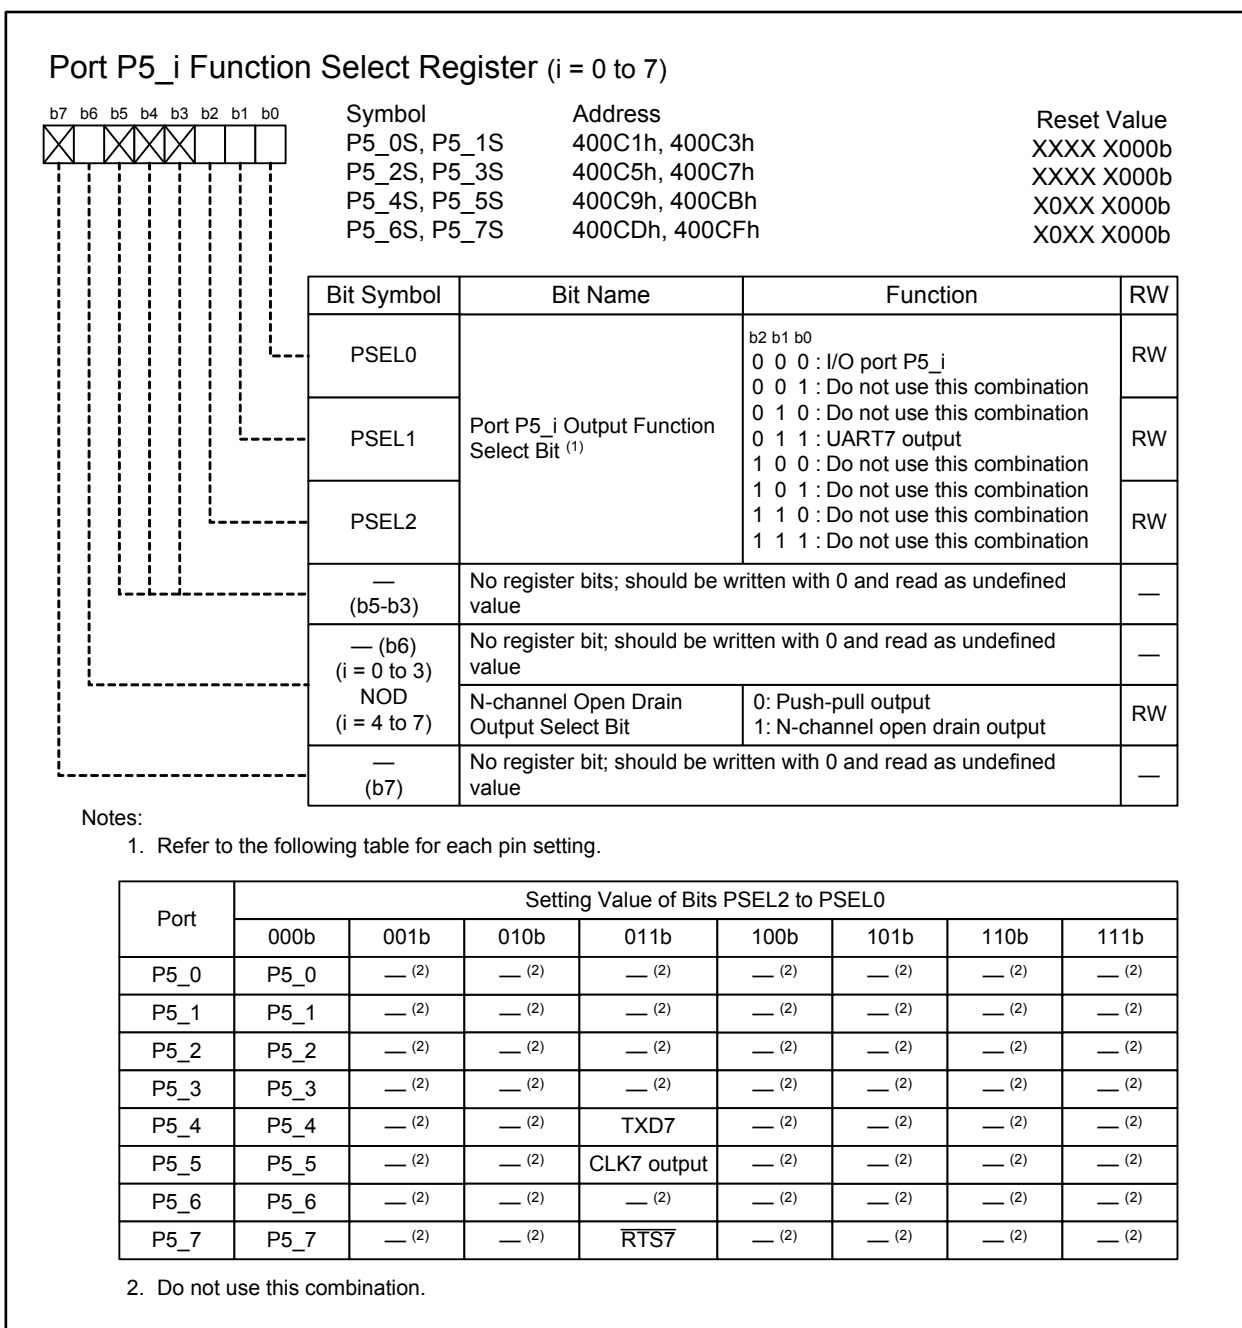 Port P5_i Function Select Register (i = 0 to 7)
b7 b6 b5 b4 b3 b2 b1 b0
Symbol Address Reset Value
P5_0S, P5_1S 400C1h, 400C3h XXXX X000b
P5_2S, P5_3S 400C5h, 400C7h XXXX X000b
P5_4S, P5_5S 400C9h, 400CBh X0XX X000b
P5_6S, P5_7S 400CDh, 400CFh X0XX X000b
Bit Symbol Bit Name Function RW
PSEL0 RW
PSEL1 RW
PSEL2 RW
Port P5_i Output Function
Select Bit (1)
b2 b1 b0
0 0 0 : I/O port P5_i
0 0 1 : Do not use this combination
0 1 0 : Do not use this combination
0 1 1 : UART7 output
1 0 0 : Do not use this combination
1 0 1 : Do not use this combination
1 1 0 : Do not use this combination
1 1 1 : Do not use this combination
—
(b5-b3)
No register bits; should be written with 0 and read as undefined
value
—
— (b6)
(i = 0 to 3)
No register bit; should be written with 0 and read as undefined
value
—
NOD
(i = 4 to 7)
N-channel Open Drain
Output Select Bit
0: Push-pull output
1: N-channel open drain output
RW
—
(b7)
No register bit; should be written with 0 and read as undefined
value
—
Notes:
1. Refer to the following table for each pin setting.
Port Setting Value of Bits PSEL2 to PSEL0
000b 001b 010b 011b 100b 101b 110b 111b
P5_0 P5_0 — (2) — (2) — (2) — (2) — (2) — (2) — (2)
P5_1 P5_1 — (2) — (2) — (2) — (2) — (2) — (2) — (2)
P5_2 P5_2 — (2) — (2) — (2) — (2) — (2) — (2) — (2)
P5_3 P5_3 — (2) — (2) — (2) — (2) — (2) — (2) — (2)
P5_4 P5_4 — (2) — (2) TXD7 — (2) — (2) — (2) — (2)
P5_5 P5_5 — (2) — (2) CLK7 output — (2) — (2) — (2) — (2)
P5_6 P5_6 — (2) — (2) — (2) — (2) — (2) — (2) — (2)
P5_7 P5_7 — (2) — (2) R̅T̅S̅7̅ — (2) — (2) — (2) — (2)
2. Do not use this combination.